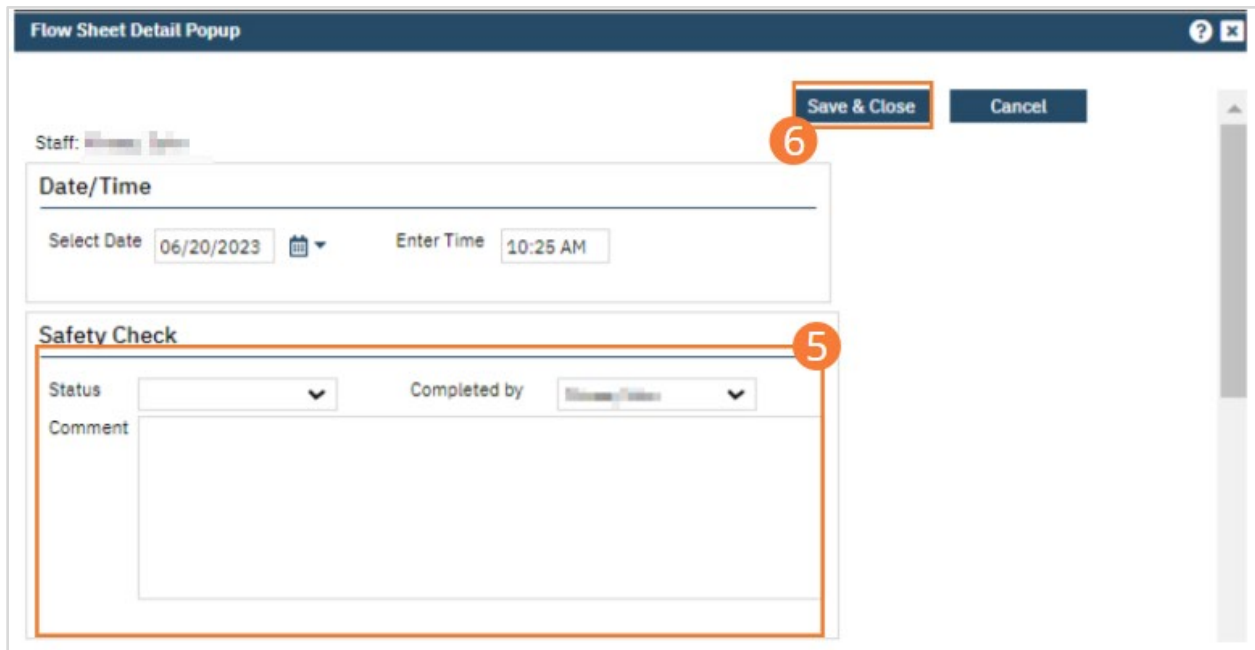 Flow Sheet Detail Popup
?
Save & Close Cancel
6
Staff:
Date/Time
Select Date 06/20/2023 Enter Time 10:25 AM
Safety Check
5
Status Completed by
Comment